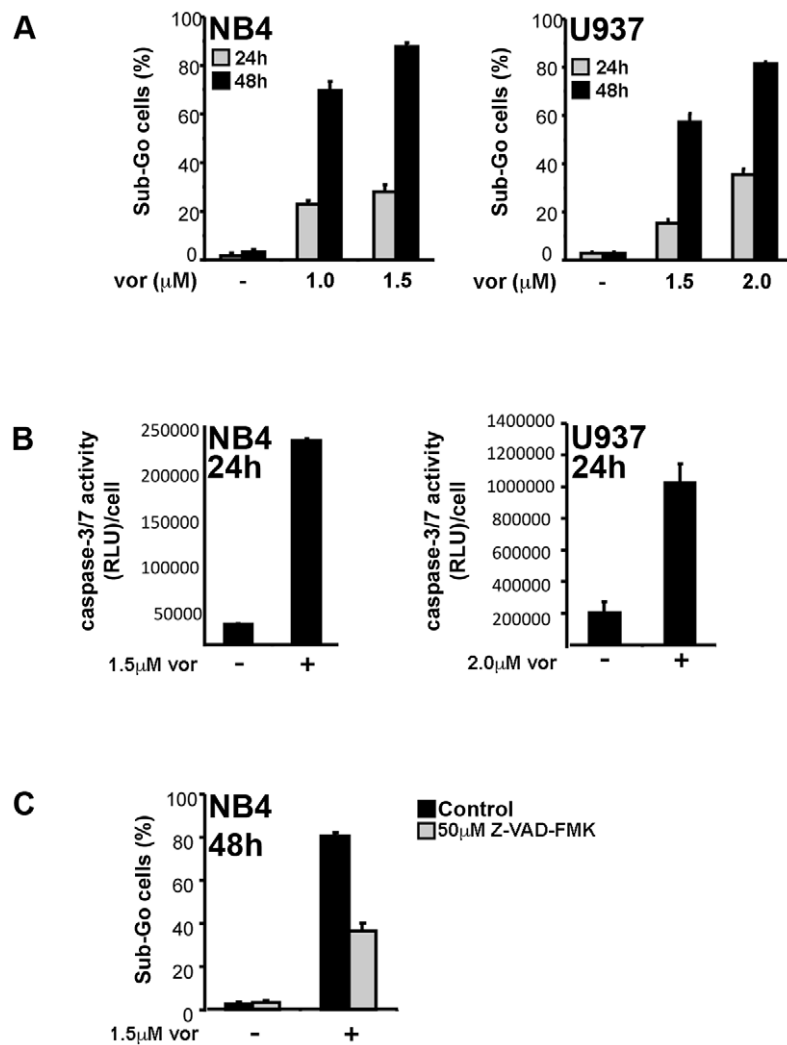 A
NB4
24h
48h
Sub-Go cells (%)
100
80
60
40
20
0
vor (μM)
-
1.0
1.5
U937
24h
48h
Sub-Go cells (%)
100
80
60
40
20
0
vor (μM)
-
1.5
2.0
B
NB4
24h
caspase-3/7 activity
(RLU)/cell
250000
200000
150000
100000
50000
1.5μM vor
-
+
U937
24h
caspase-3/7 activity
(RLU)/cell
1400000
1200000
1000000
800000
600000
400000
200000
2.0μM vor
-
+
C
NB4
48h
Sub-Go cells (%)
100
80
60
40
20
0
1.5μM vor
-
+
Control
50μM Z-VAD-FMK